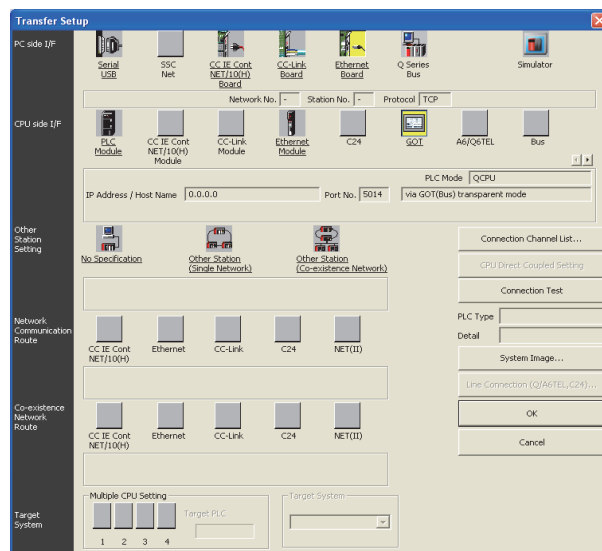 Transfer Setup
PC side I/F
Serial
USB
SSC
Net
CC IE Cont
NET/10(H)
Board
CC-Link
Board
Ethernet
Board
Q Series
Bus
Simulator
Network No. - Station No. - Protocol TCP
CPU side I/F
PLC
Module
CC IE Cont
NET/10(H)
Module
CC-Link
Module
Ethernet
Module
C24
GOT
A6/Q6TEL
Bus
PLC Mode QCPU
IP Address / Host Name 0.0.0.0 Port No. 5014 via GOT(Bus) transparent mode
Other
Station
Setting
No Specification
Other Station
(Single Network)
Other Station
(Co-existence Network)
Connection Channel List...
CPU Direct Coupled Setting
Connection Test
PLC Type
Detail
System Image...
Line Connection (Q/A6TEL,C24)...
OK
Cancel
Network
Communication
Route
CC IE Cont
NET/10(H)
Ethernet
CC-Link
C24
NET(II)
Co-existence
Network
Route
CC IE Cont
NET/10(H)
Ethernet
CC-Link
C24
NET(II)
Target
System
Multiple CPU Setting
1 2 3 4
Target PLC
Target System